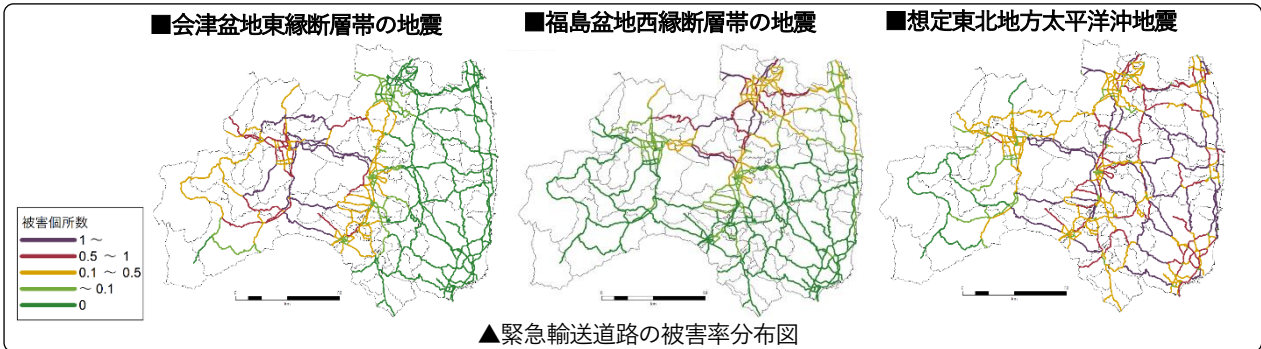 ■会津盆地東縁断層帯の地震
■福島盆地西縁断層帯の地震
■想定東北地方太平洋沖地震
被害個所数
1 ～
0.5 ～ 1
0.1 ～ 0.5
～ 0.1
0
▲緊急輸送道路の被害率分布図